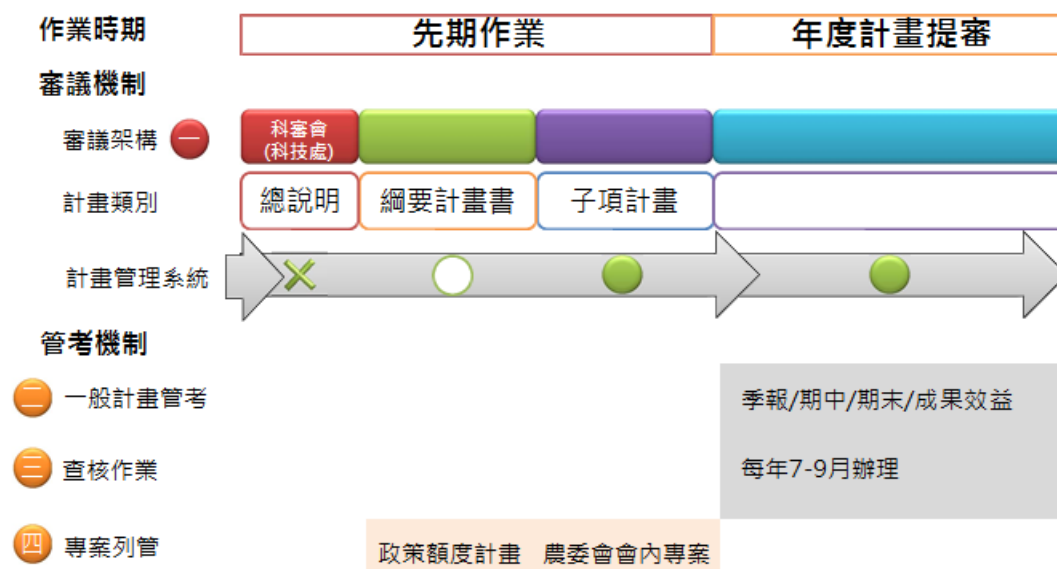 作業時期
先期作業
年度計畫提審
審議機制
審議架構
一
科審會
(科技處)
計畫類別
總說明
綱要計畫書
子項計畫
計畫管理系統
管考機制
二
一般計畫管考
季報/期中/期末/成果效益
三
查核作業
每年7-9月辦理
四
專案列管
政策額度計畫
農委會會內專案